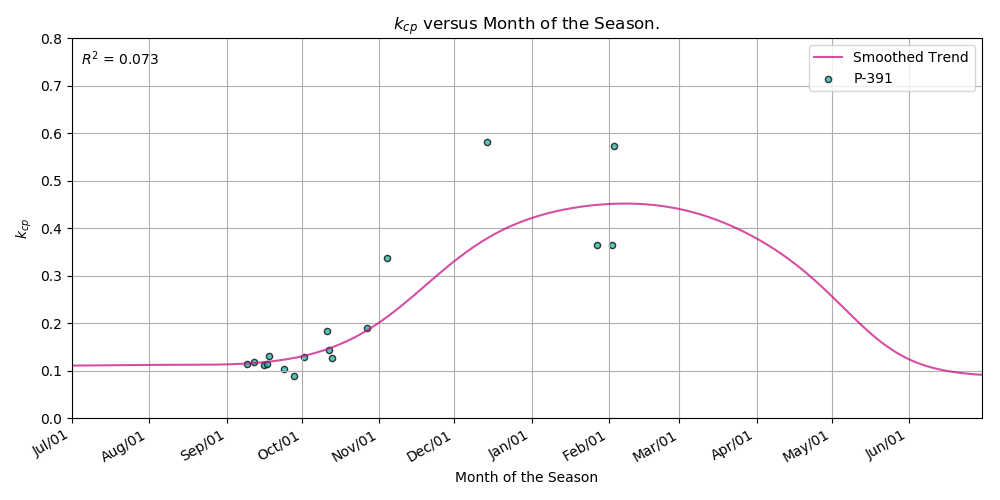 k_cp versus Month of the Season.
R² = 0.073
Smoothed Trend
P-391
0.8
0.7
0.6
0.5
0.4
0.3
0.2
0.1
0.0
k_cp
Jul/01
Aug/01
Sep/01
Oct/01
Nov/01
Dec/01
Jan/01
Feb/01
Mar/01
Apr/01
May/01
Jun/01
Month of the Season